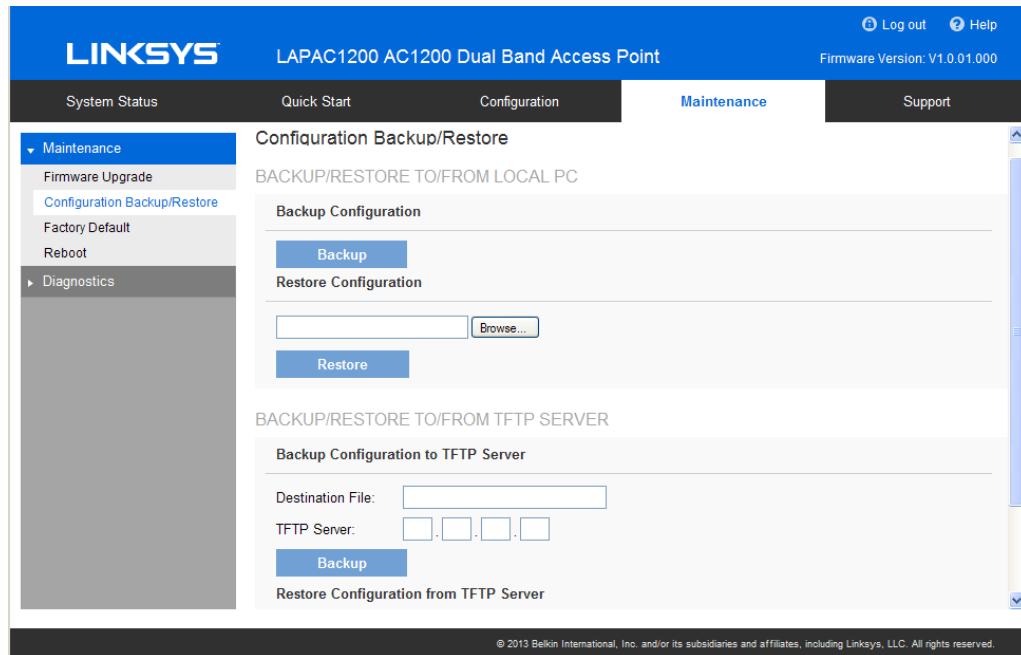 Log out Help
LINKSYS LAPAC1200 AC1200 Dual Band Access Point Firmware Version: V1.0.01.000
System Status Quick Start Configuration Maintenance Support
Maintenance
Firmware Upgrade
Configuration Backup/Restore
Factory Default
Reboot
Diagnostics
Configuration Backup/Restore
BACKUP/RESTORE TO/FROM LOCAL PC
Backup Configuration
Backup
Restore Configuration
Browse...
Restore
BACKUP/RESTORE TO/FROM TFTP SERVER
Backup Configuration to TFTP Server
Destination File:
TFTP Server: . . .
Backup
Restore Configuration from TFTP Server
© 2013 Belkin International, Inc. and/or its subsidiaries and affiliates, including Linksys, LLC. All rights reserved.